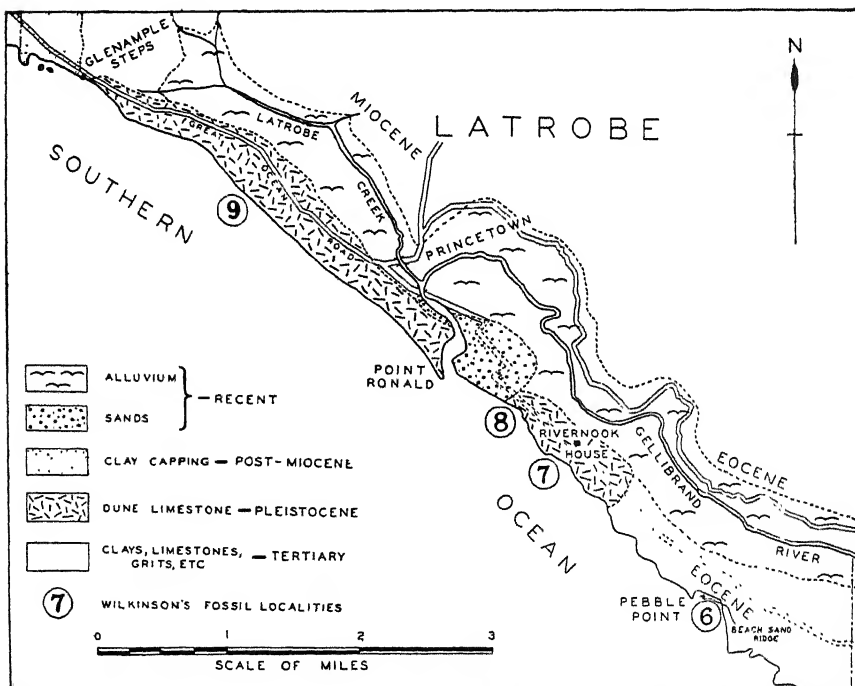 GLENAMPLE
STEPS
N
MIOCENE
LATROBE
LATROBE
CREEK
GREAT
OCEAN
ROAD
SOUTHERN
9
PRINCETOWN
POINT
RONALD
8
RIVERNOOK
HOUSE
7
GELLIBRAND
RIVER
EOCENE
OCEAN
EOCENE
PEBBLE
POINT
6
BEACH SAND
RIDGE
ALLUVIUM
SANDS
— RECENT
CLAY CAPPING — POST-MIOCENE
DUNE LIMESTONE — PLEISTOCENE
CLAYS, LIMESTONES, — TERTIARY
GRITS, ETC
7 WILKINSON'S FOSSIL LOCALITIES
0 1 2 3
SCALE OF MILES